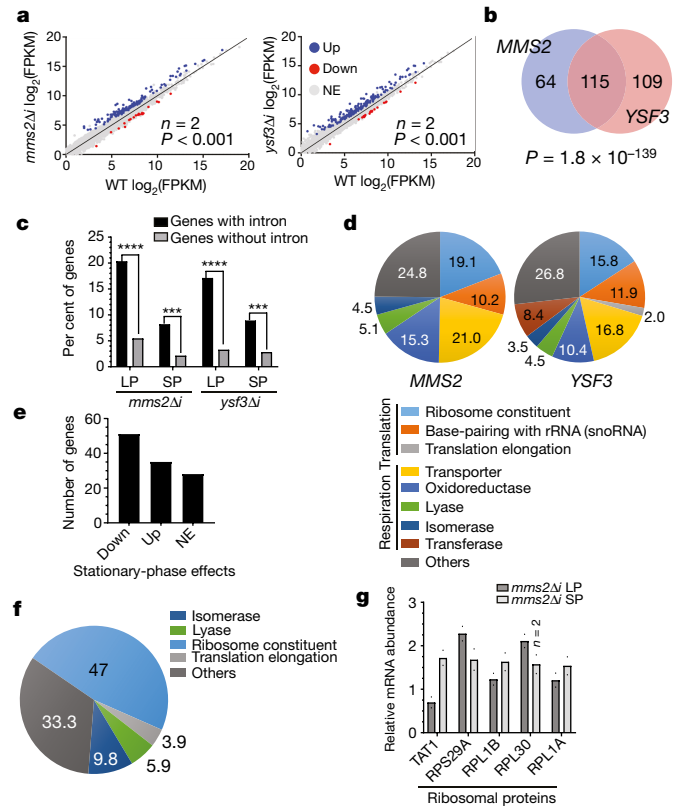 a
mms2Δi log2(FPKM)
20
15
10
5
0
0 5 10 15 20
WT log2(FPKM)
n = 2
P < 0.001
ysf3Δi log2(FPKM)
20
15
10
5
0
0 5 10 15 20
WT log2(FPKM)
Up
Down
NE
n = 2
P < 0.001
b
MMS2
64 115 109
YSF3
P = 1.8 × 10–139
c
Genes with intron
Genes without intron
Per cent of genes
25
20
15
10
5
0
**** *** **** ***
LP SP LP SP
mms2Δi ysf3Δi
d
19.1
10.2
21.0
15.3
5.1
4.5
24.8
MMS2
15.8
11.9
2.0
16.8
10.4
4.5
3.5
8.4
26.8
YSF3
Translation
Ribosome constituent
Base-pairing with rRNA (snoRNA)
Translation elongation
Respiration
Transporter
Oxidoreductase
Lyase
Isomerase
Transferase
Others
e
Number of genes
60
40
20
0
Down Up NE
Stationary-phase effects
f
47
3.9
5.9
9.8
33.3
Isomerase
Lyase
Ribosome constituent
Translation elongation
Others
g
mms2Δi LP
mms2Δi SP
Relative mRNA abundance
3
2
1
0
n = 2
TAT1 RPS29A RPL1B RPL30 RPL1A
Ribosomal proteins